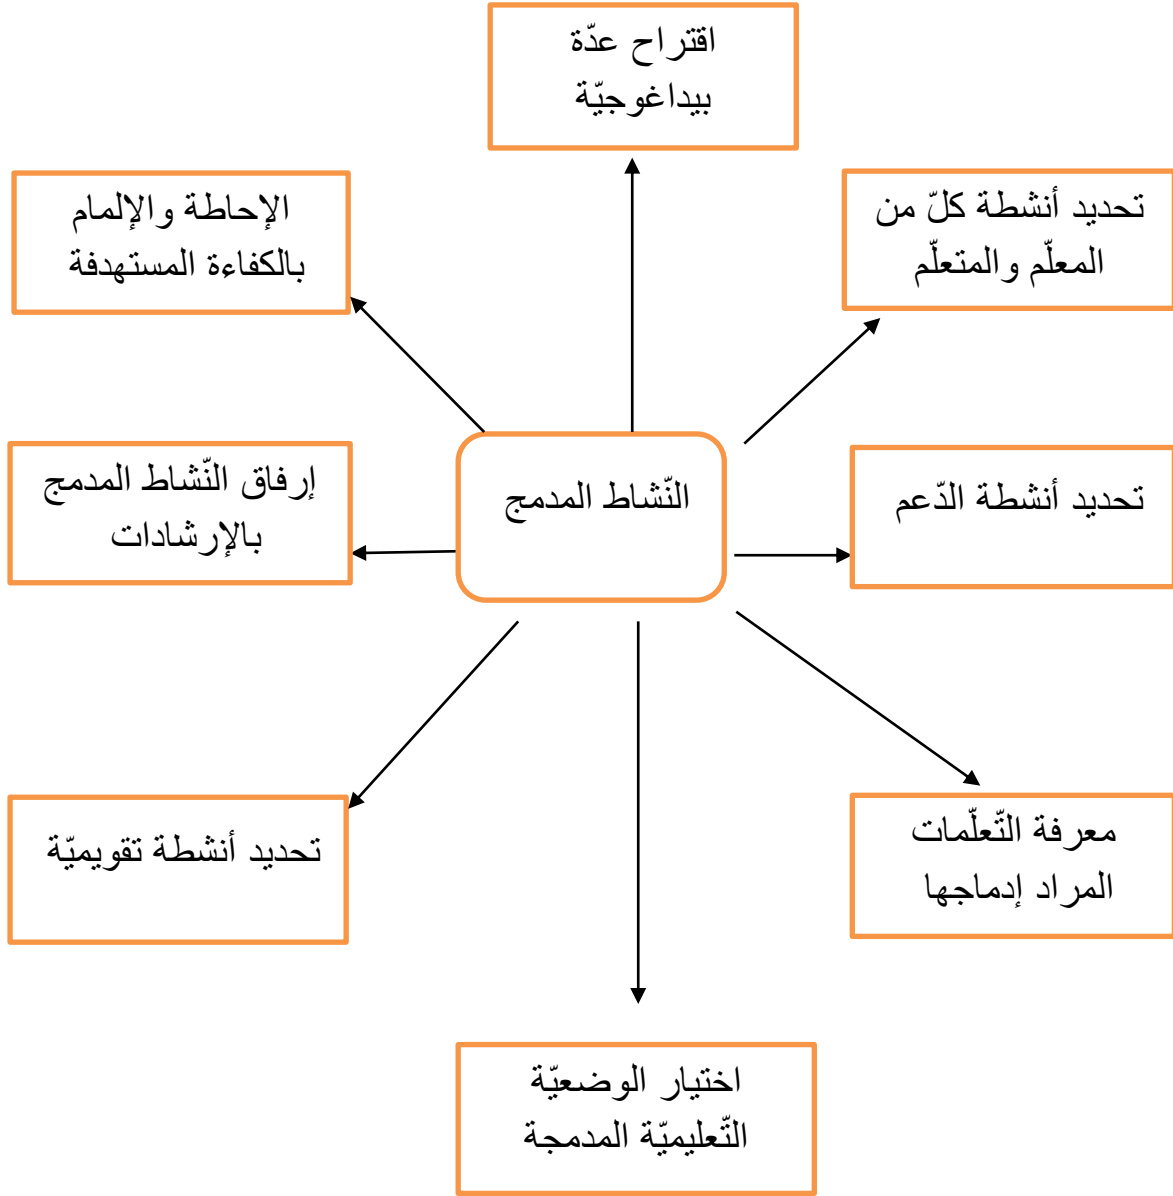 اقتراح عدّة
بيداغوجيّة
تحديد أنشطة كلّ من
المعلّم والمتعلّم
الإحاطة والإلمام
بالكفاءة المستهدفة
تحديد أنشطة الدّعم
النّشاط المدمج
إرفاق النّشاط المدمج
بالإرشادات
معرفة التّعلّمات
المراد إدماجها
تحديد أنشطة تقويميّة
اختيار الوضعيّة
التّعليميّة المدمجة